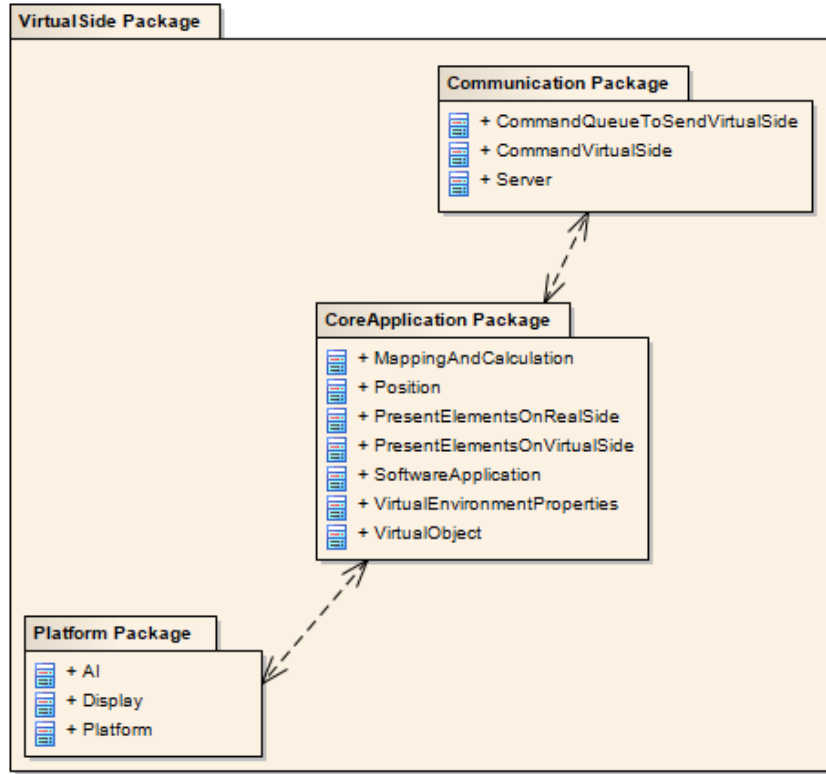 VirtualSide Package
Communication Package
+ CommandQueueToSendVirtualSide
+ CommandVirtualSide
+ Server
CoreApplication Package
+ MappingAndCalculation
+ Position
+ PresentElementsOnRealSide
+ PresentElementsOnVirtualSide
+ SoftwareApplication
+ VirtualEnvironmentProperties
+ VirtualObject
Platform Package
+ AI
+ Display
+ Platform